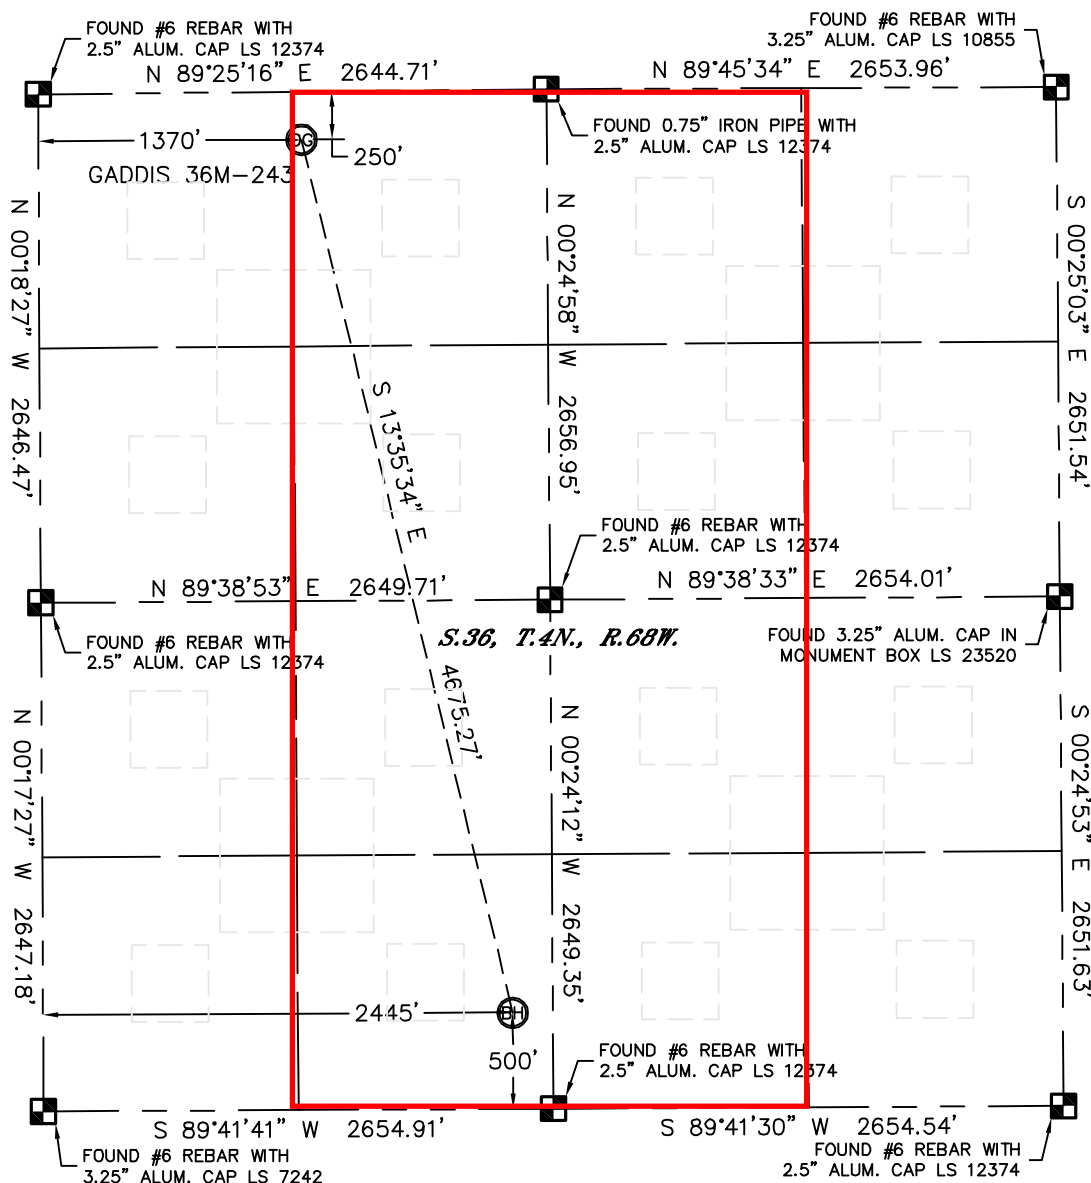 FOUND #6 REBAR WITH
2.5" ALUM. CAP LS 12374
FOUND #6 REBAR WITH
3.25" ALUM. CAP LS 10855
N 89°25'16" E 2644.71'
N 89°45'34" E 2653.96'
FOUND 0.75" IRON PIPE WITH
2.5" ALUM. CAP LS 12374
1370'
250'
GADDIS 36M-243
N 00°18'27" W 2646.47'
N 00°24'58" W 2656.95'
S 00°25'03" E 2651.54'
S 13°35'34" E 4675.27'
FOUND #6 REBAR WITH
2.5" ALUM. CAP LS 12374
N 89°38'53" E 2649.71'
N 89°38'33" E 2654.01'
S.36, T.4N., R.68W.
FOUND #6 REBAR WITH
2.5" ALUM. CAP LS 12374
FOUND 3.25" ALUM. CAP IN
MONUMENT BOX LS 23520
N 00°17'27" W 2647.18'
N 00°24'12" W 2649.35'
S 00°24'53" E 2651.63'
2445'
BH
500'
FOUND #6 REBAR WITH
2.5" ALUM. CAP LS 12374
S 89°41'41" W 2654.91'
S 89°41'30" W 2654.54'
FOUND #6 REBAR WITH
3.25" ALUM. CAP LS 7242
FOUND #6 REBAR WITH
2.5" ALUM. CAP LS 12374